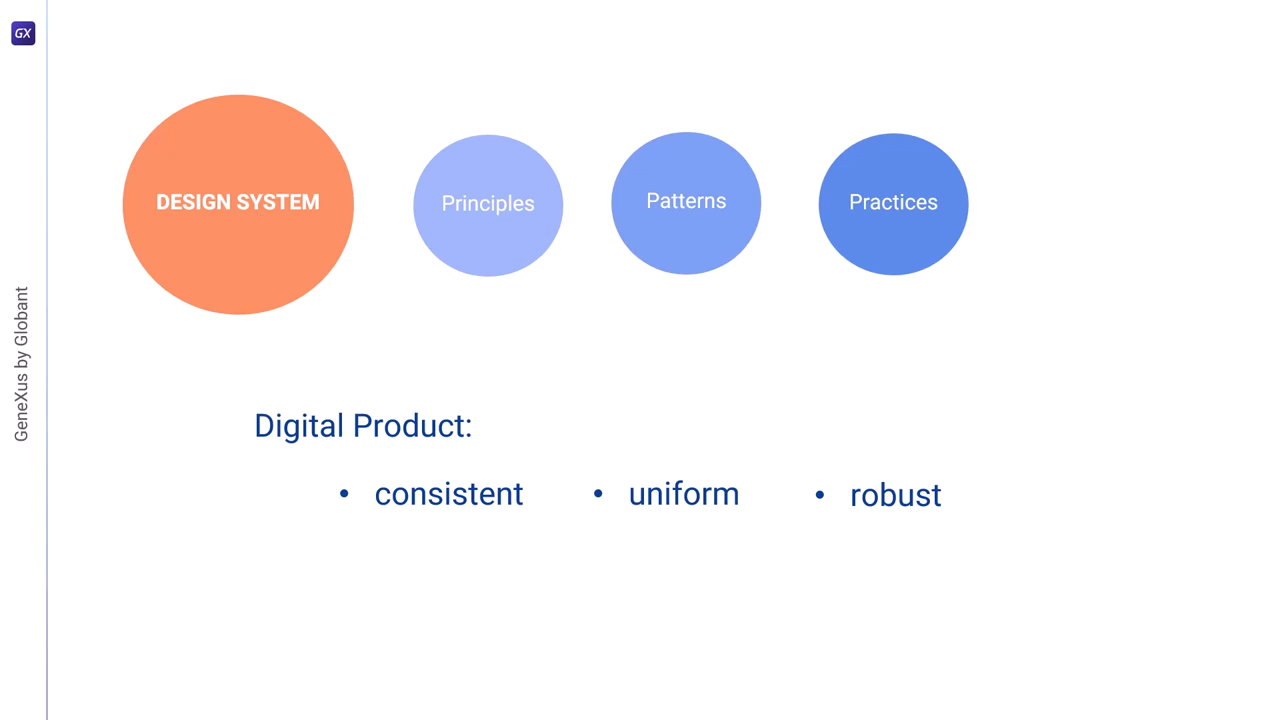 GX
GeneXus by Globant
DESIGN SYSTEM
Principles
Patterns
Practices
Digital Product:
• consistent
• uniform
• robust